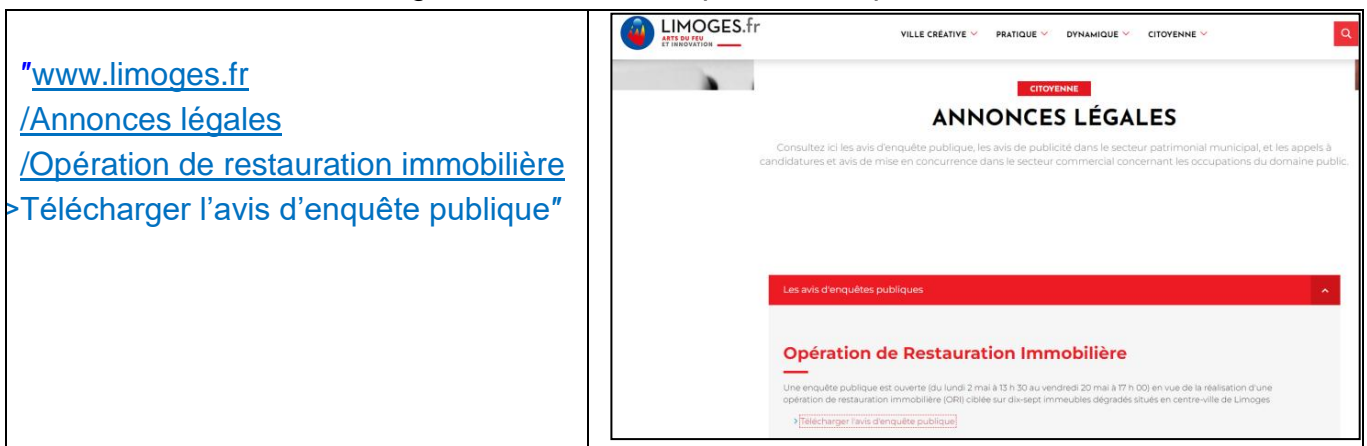 "www.limoges.fr
/Annonces légales
/Opération de restauration immobilière
>Télécharger l’avis d’enquête publique"
LIMOGES.fr
ARTS DU FEU
ET INNOVATION
VILLE CRÉATIVE PRATIQUE DYNAMIQUE CITOYENNE
CITOYENNE
ANNONCES LÉGALES
Consultez ici les avis d'enquête publique, les avis de publicité dans le secteur patrimonial municipal, et les appels à
candidatures et avis de mise en concurrence dans le secteur commercial concernant les occupations du domaine public.
Les avis d'enquêtes publiques
Opération de Restauration Immobilière
Une enquête publique est ouverte (du lundi 2 mai à 13 h 30 au vendredi 20 mai à 17 h 00) en vue de la réalisation d'une
opération de restauration immobilière (ORI) ciblée sur dix-sept immeubles dégradés situés en centre-ville de Limoges
> Télécharger l'avis d'enquête publique